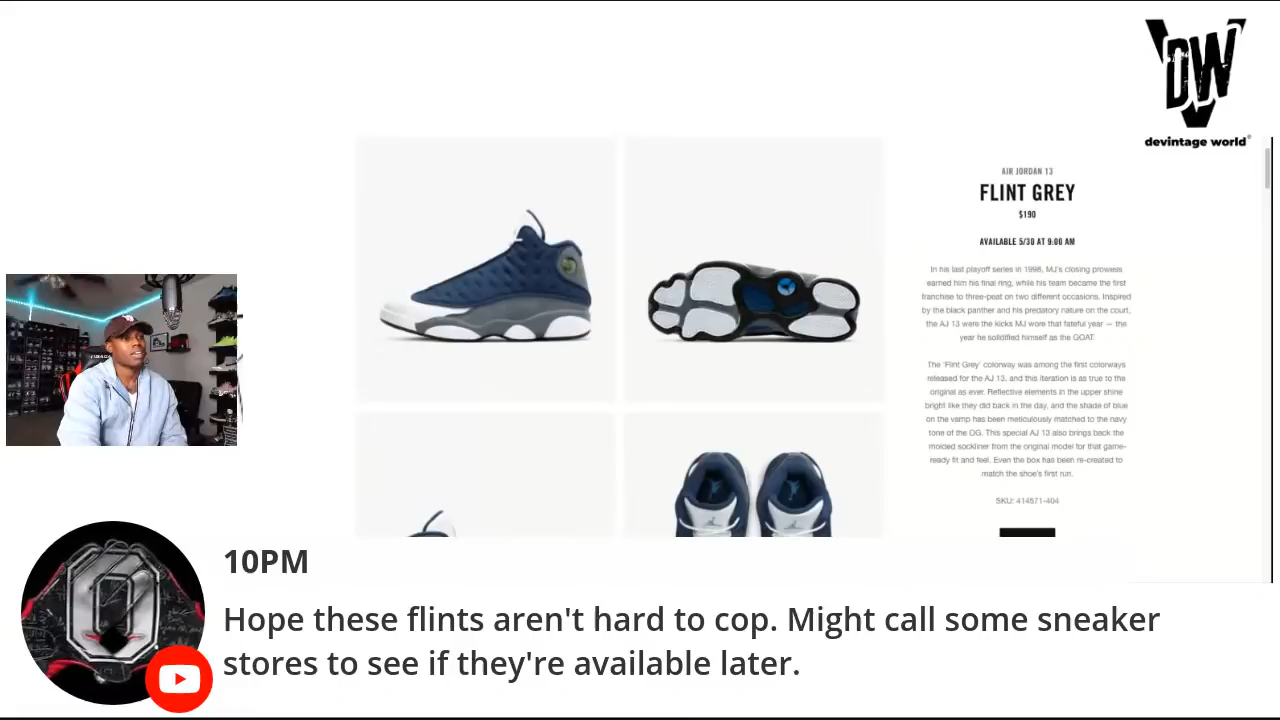 DW
devintage world®
AIR JORDAN 13
FLINT GREY
$190
AVAILABLE 5/30 AT 9:00 AM
In his last playoff series in 1998, MJ's closing prowess
earned him his final ring, while his team became the first
franchise to three-peat on two different occasions. Inspired
by the black panther and his predatory nature on the court,
the AJ 13 were the kicks MJ wore that fateful year — the
year he solidified himself as the GOAT.
The 'Flint Grey' colorway was among the first colorways
released for the AJ 13, and this iteration is as true to the
original as ever. Reflective elements in the upper shine
bright like they did back in the day, and the shade of blue
on the vamp has been meticulously matched to the navy
tone of the OG. This special AJ 13 also brings back the
molded sockliner from the original model for that game-
ready fit and feel. Even the box has been re-created to
match the shoe's first run.
SKU: 414571-404
10PM
Hope these flints aren't hard to cop. Might call some sneaker
stores to see if they're available later.